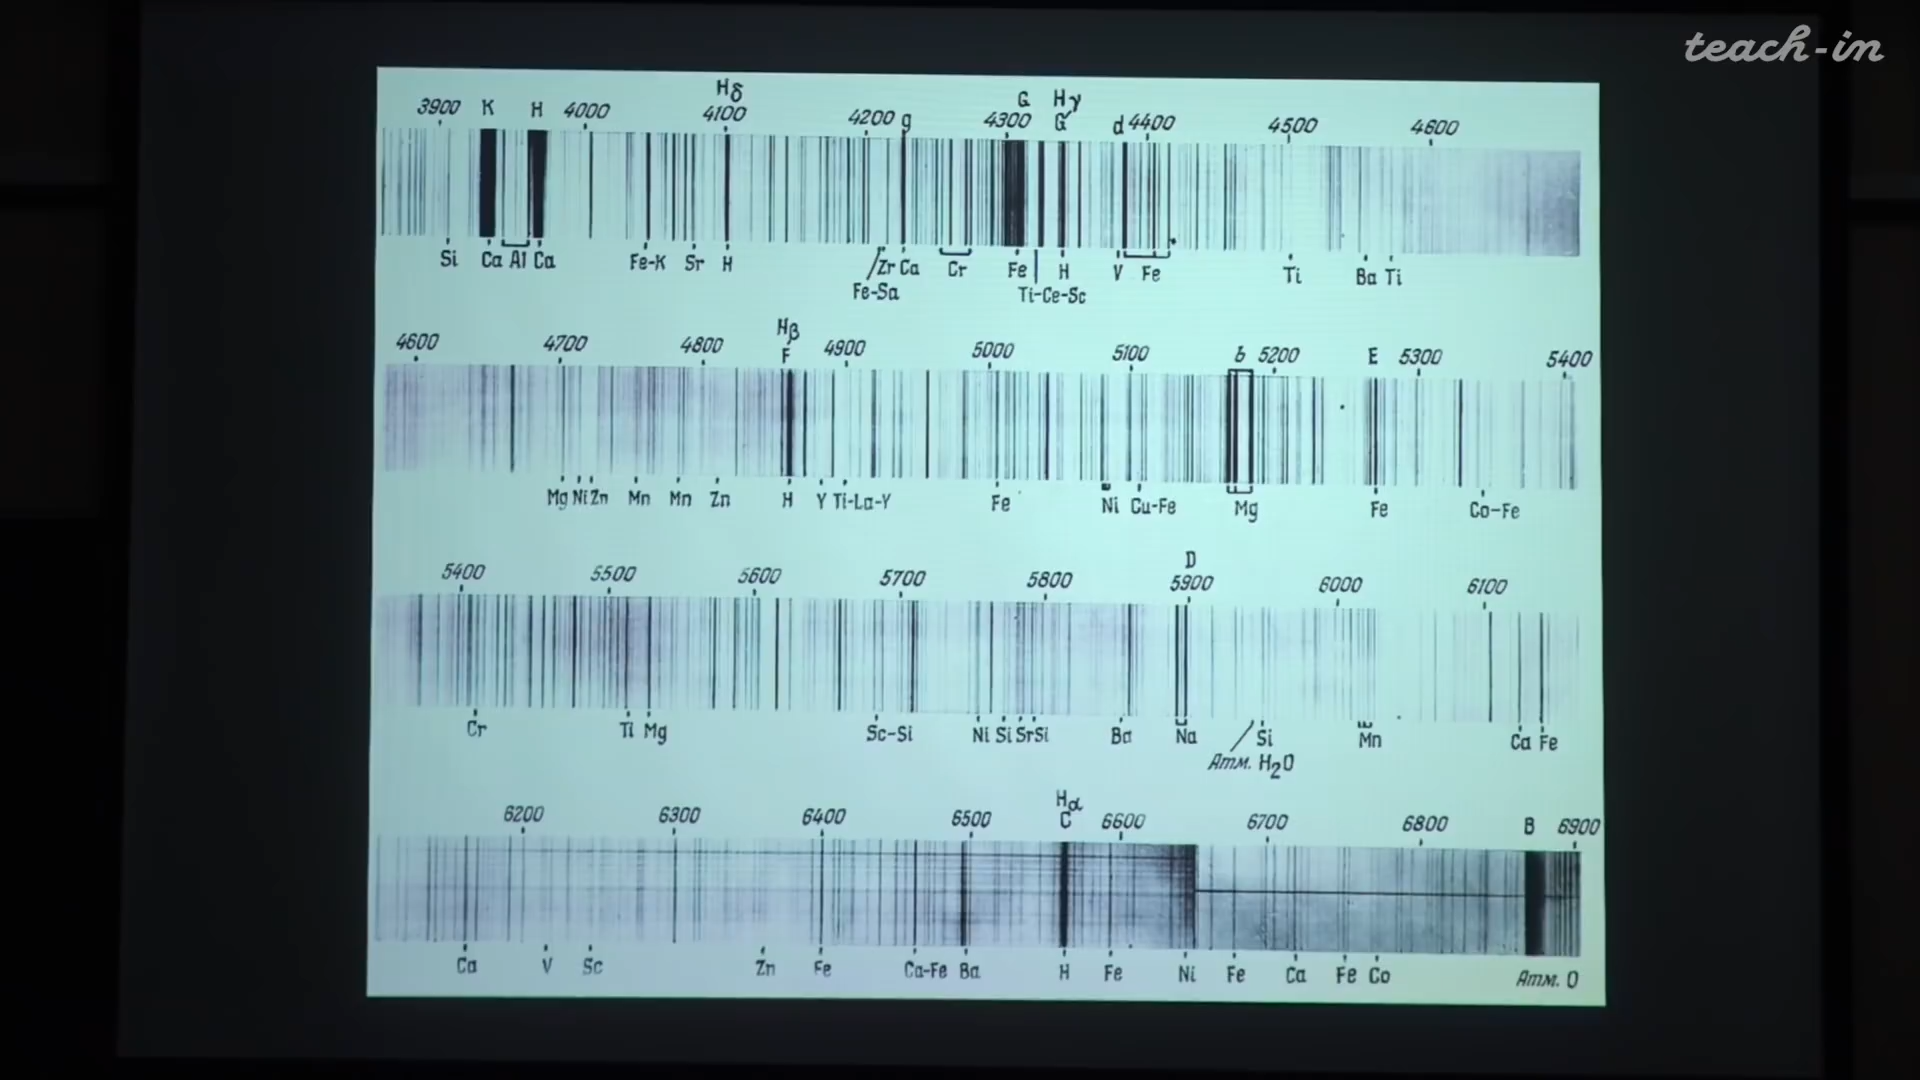 teach-in
Hδ G Hγ
3900 K H 4000 4100 4200 g 4300 G' d 4400 4500 4600
Si Ca Al Ca Fe-K Sr H Zr Ca Cr Fe H V Fe Ti Ba Ti
Fe-Sa Ti-Ce-Sc
Hβ
4600 4700 4800 F 4900 5000 5100 b 5200 E 5300 5400
Mg Ni Zn Mn Mn Zn H Y Ti-La-Y Fe Ni Cu-Fe Mg Fe Co-Fe
D
5400 5500 5600 5700 5800 5900 6000 6100
Cr Ti Mg Sc-Si Ni Si Sr Si Ba Na Si Mn Ca Fe
Атм. H₂O
Hα
6200 6300 6400 6500 C 6600 6700 6800 B 6900
Ca V Sc Zn Fe Ca-Fe Ba H Fe Ni Fe Ca Fe Co Атм. O